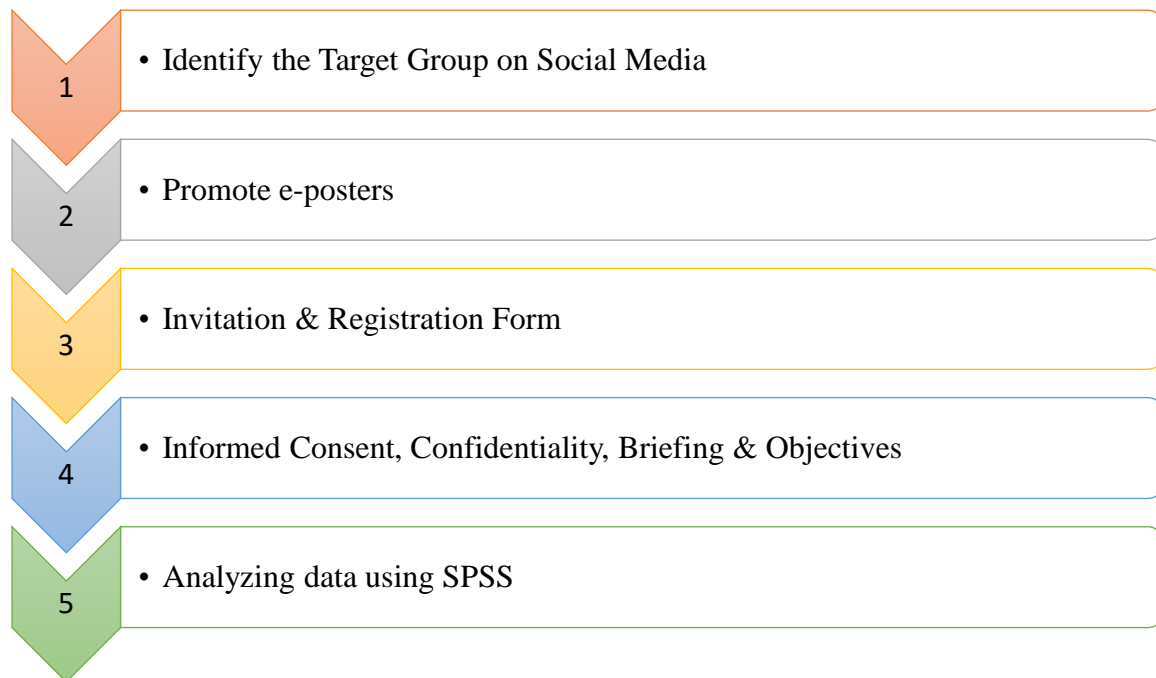 1
• Identify the Target Group on Social Media
2
• Promote e-posters
3
• Invitation & Registration Form
4
• Informed Consent, Confidentiality, Briefing & Objectives
5
• Analyzing data using SPSS